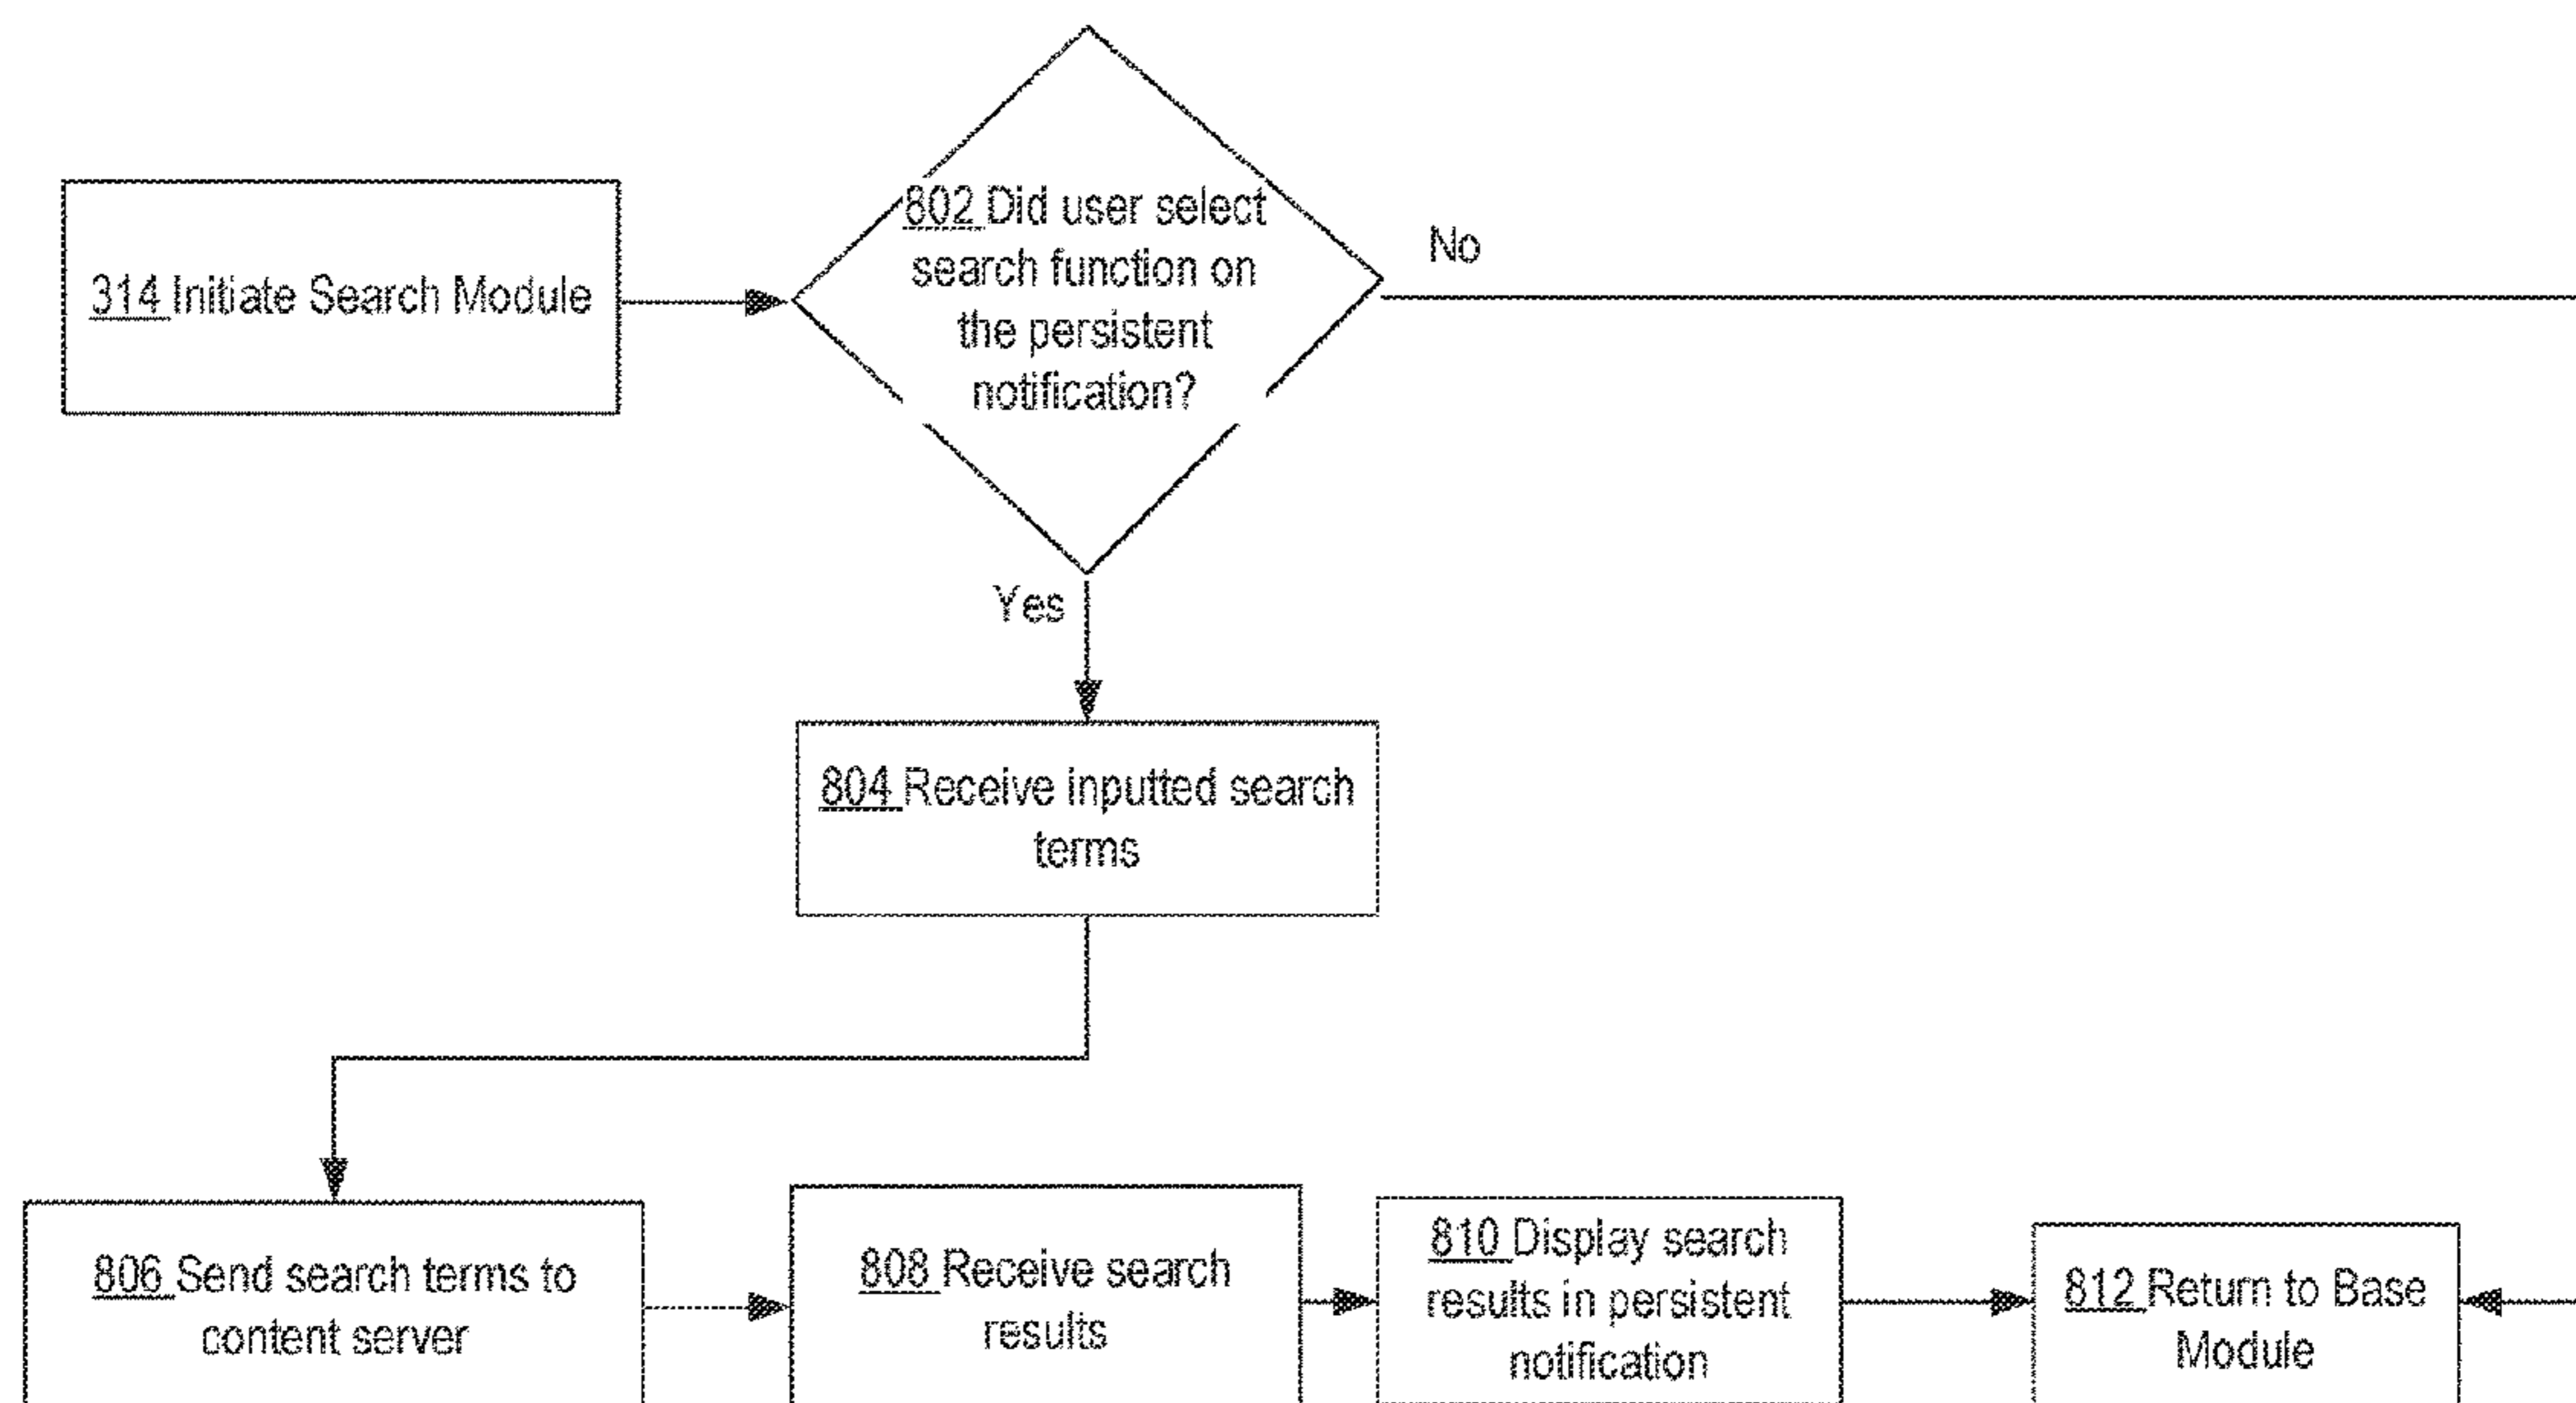 802 Did user select
search function on
the persistent
notification?
No
314 Initiate Search Module
Yes
804 Receive inputted search
terms
806 Send search terms to
content server
808 Receive search
results
810 Display search
results in persistent
notification
812 Return to Base
Module